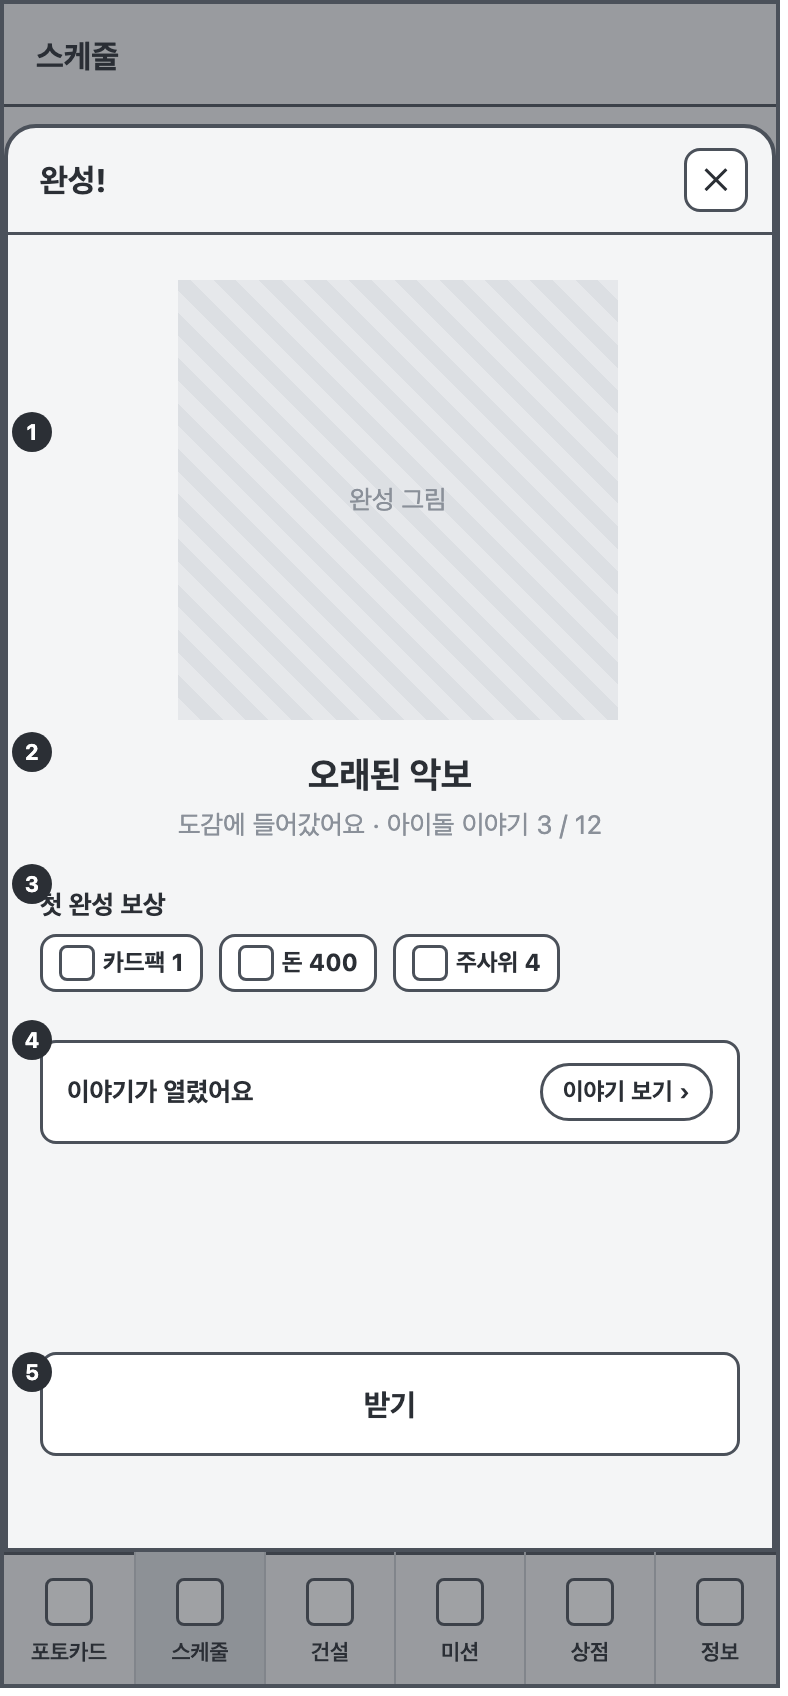 스케줄
완성!
1
완성 그림
2
오래된 악보
도감에 들어갔어요 · 아이돌 이야기 3 / 12
3
첫 완성 보상
카드팩 1 돈 400 주사위 4
4
이야기가 열렸어요 이야기 보기 ›
5
받기
포토카드 스케줄 건설 미션 상점 정보